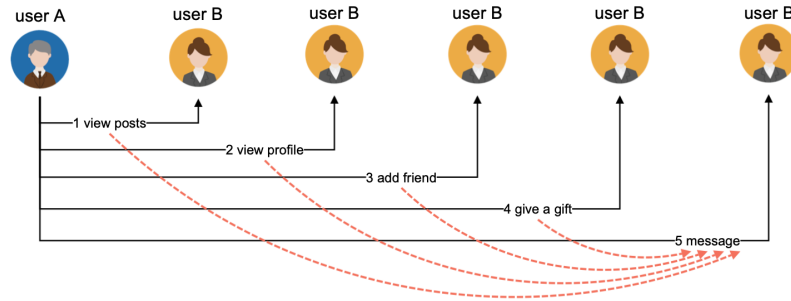 user A
user B
user B
user B
user B
user B
1 view posts
2 view profile
3 add friend
4 give a gift
5 message